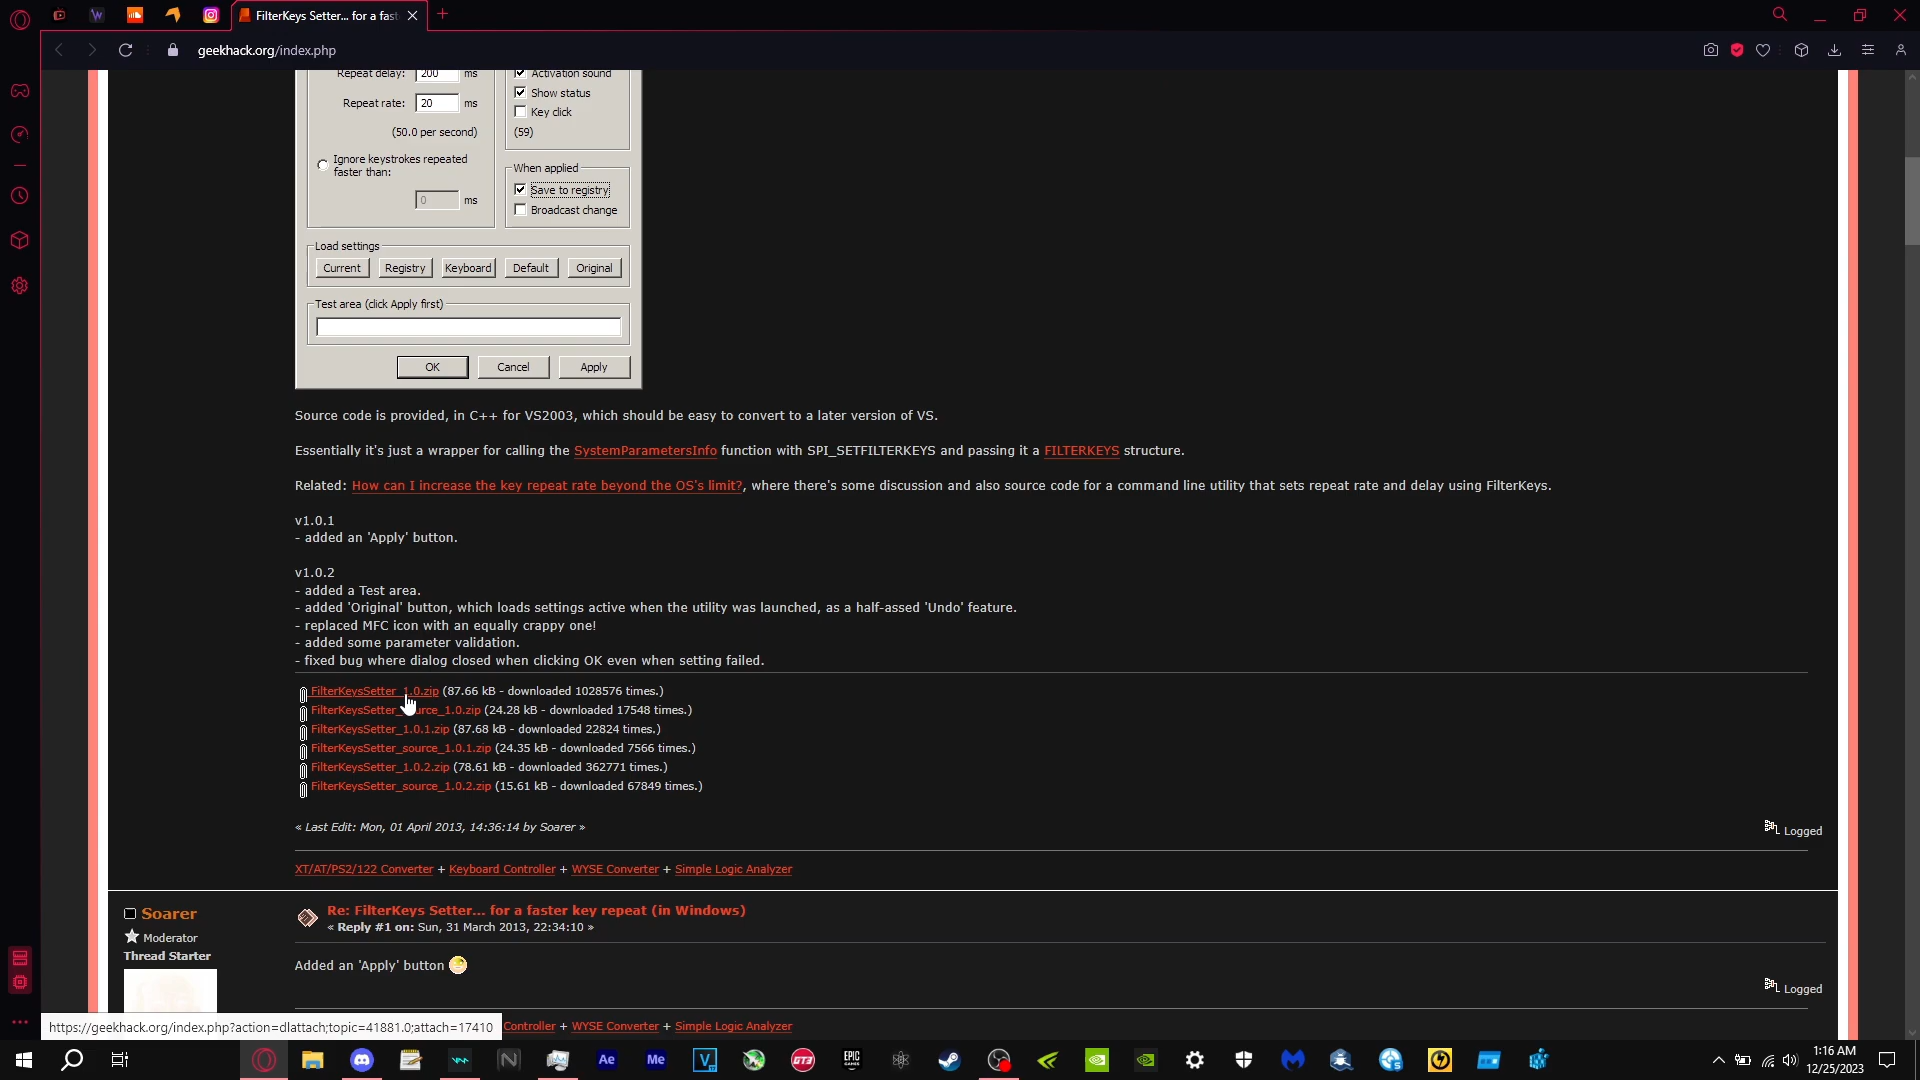 FilterKeys Setter... for a fast
geekhack.org/index.php
Repeat delay: 200 ms
Activation sound
Show status
Repeat rate: 20 ms
Key click
(50.0 per second)
(59)
Ignore keystrokes repeated
faster than:
When applied
Save to registry
0 ms
Broadcast change
Load settings
Current Registry Keyboard Default Original
Test area (click Apply first)
OK Cancel Apply
Source code is provided, in C++ for VS2003, which should be easy to convert to a later version of VS.
Essentially it's just a wrapper for calling the SystemParametersInfo function with SPI_SETFILTERKEYS and passing it a FILTERKEYS structure.
Related: How can I increase the key repeat rate beyond the OS's limit?, where there's some discussion and also source code for a command line utility that sets repeat rate and delay using FilterKeys.
v1.0.1
- added an 'Apply' button.
v1.0.2
- added a Test area.
- added 'Original' button, which loads settings active when the utility was launched, as a half-assed 'Undo' feature.
- replaced MFC icon with an equally crappy one!
- added some parameter validation.
- fixed bug where dialog closed when clicking OK even when setting failed.
FilterKeysSetter_1.0.zip (87.66 kB - downloaded 1028576 times.)
FilterKeysSetter_source_1.0.zip (24.28 kB - downloaded 17548 times.)
FilterKeysSetter_1.0.1.zip (87.68 kB - downloaded 22824 times.)
FilterKeysSetter_source_1.0.1.zip (24.35 kB - downloaded 7566 times.)
FilterKeysSetter_1.0.2.zip (78.61 kB - downloaded 362771 times.)
FilterKeysSetter_source_1.0.2.zip (15.61 kB - downloaded 67849 times.)
« Last Edit: Mon, 01 April 2013, 14:36:14 by Soarer »
Logged
XT/AT/PS2/122 Converter + Keyboard Controller + WYSE Converter + Simple Logic Analyzer
Soarer
Moderator
Thread Starter
Re: FilterKeys Setter... for a faster key repeat (in Windows)
« Reply #1 on: Sun, 31 March 2013, 22:34:10 »
Added an 'Apply' button
Logged
https://geekhack.org/index.php?action=dlattach;topic=41881.0;attach=17410
Controller + WYSE Converter + Simple Logic Analyzer
Ae Me V GT3 EPIC GAMES
1:16 AM
12/25/2023